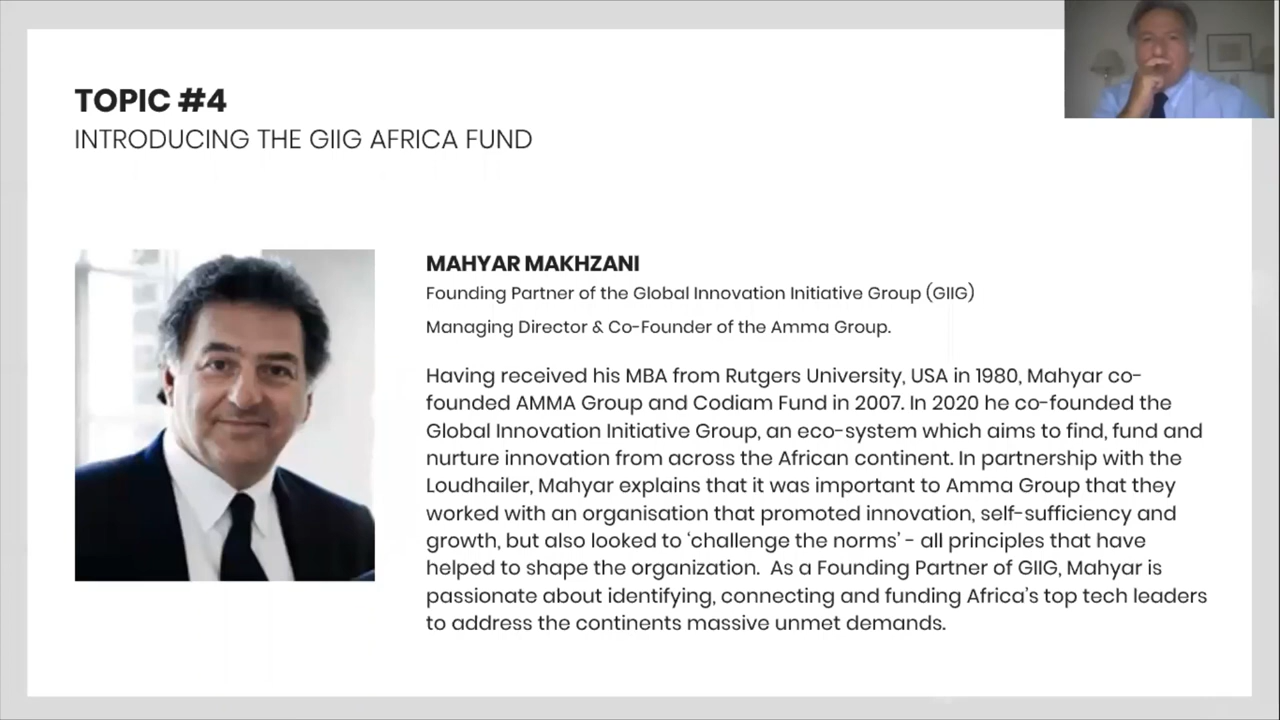 TOPIC #4
INTRODUCING THE GIIG AFRICA FUND
MAHYAR MAKHZANI
Founding Partner of the Global Innovation Initiative Group (GIIG)
Managing Director & Co-Founder of the Amma Group.
Having received his MBA from Rutgers University, USA in 1980, Mahyar co-
founded AMMA Group and Codiam Fund in 2007. In 2020 he co-founded the
Global Innovation Initiative Group, an eco-system which aims to find, fund and
nurture innovation from across the African continent. In partnership with the
Loudhailer, Mahyar explains that it was important to Amma Group that they
worked with an organisation that promoted innovation, self-sufficiency and
growth, but also looked to ‘challenge the norms’ - all principles that have
helped to shape the organization.  As a Founding Partner of GIIG, Mahyar is
passionate about identifying, connecting and funding Africa’s top tech leaders
to address the continents massive unmet demands.